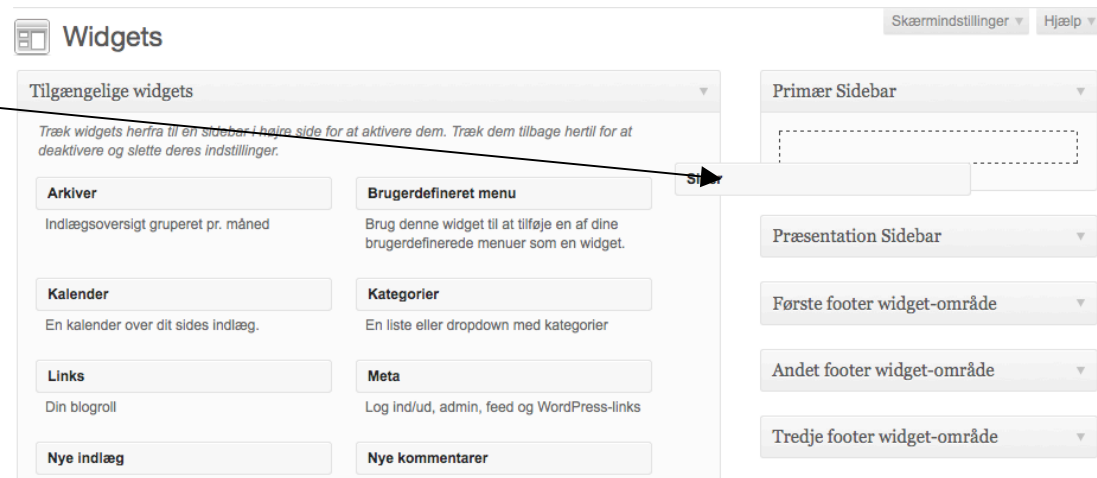 Skærmindstillinger
Hjælp
Widgets
Tilgængelige widgets
Træk widgets herfra til en sidebar i højre side for at aktivere dem. Træk dem tilbage hertil for at
deaktivere og slette deres indstillinger.
Arkiver
Indlægsoversigt grupperet pr. måned
Brugerdefineret menu
Brug denne widget til at tilføje en af dine
brugerdefinerede menuer som en widget.
Kalender
En kalender over dit sides indlæg.
Kategorier
En liste eller dropdown med kategorier
Links
Din blogroll
Meta
Log ind/ud, admin, feed og WordPress-links
Nye indlæg
Nye kommentarer
Primær Sidebar
Præsentation Sidebar
Første footer widget-område
Andet footer widget-område
Tredje footer widget-område